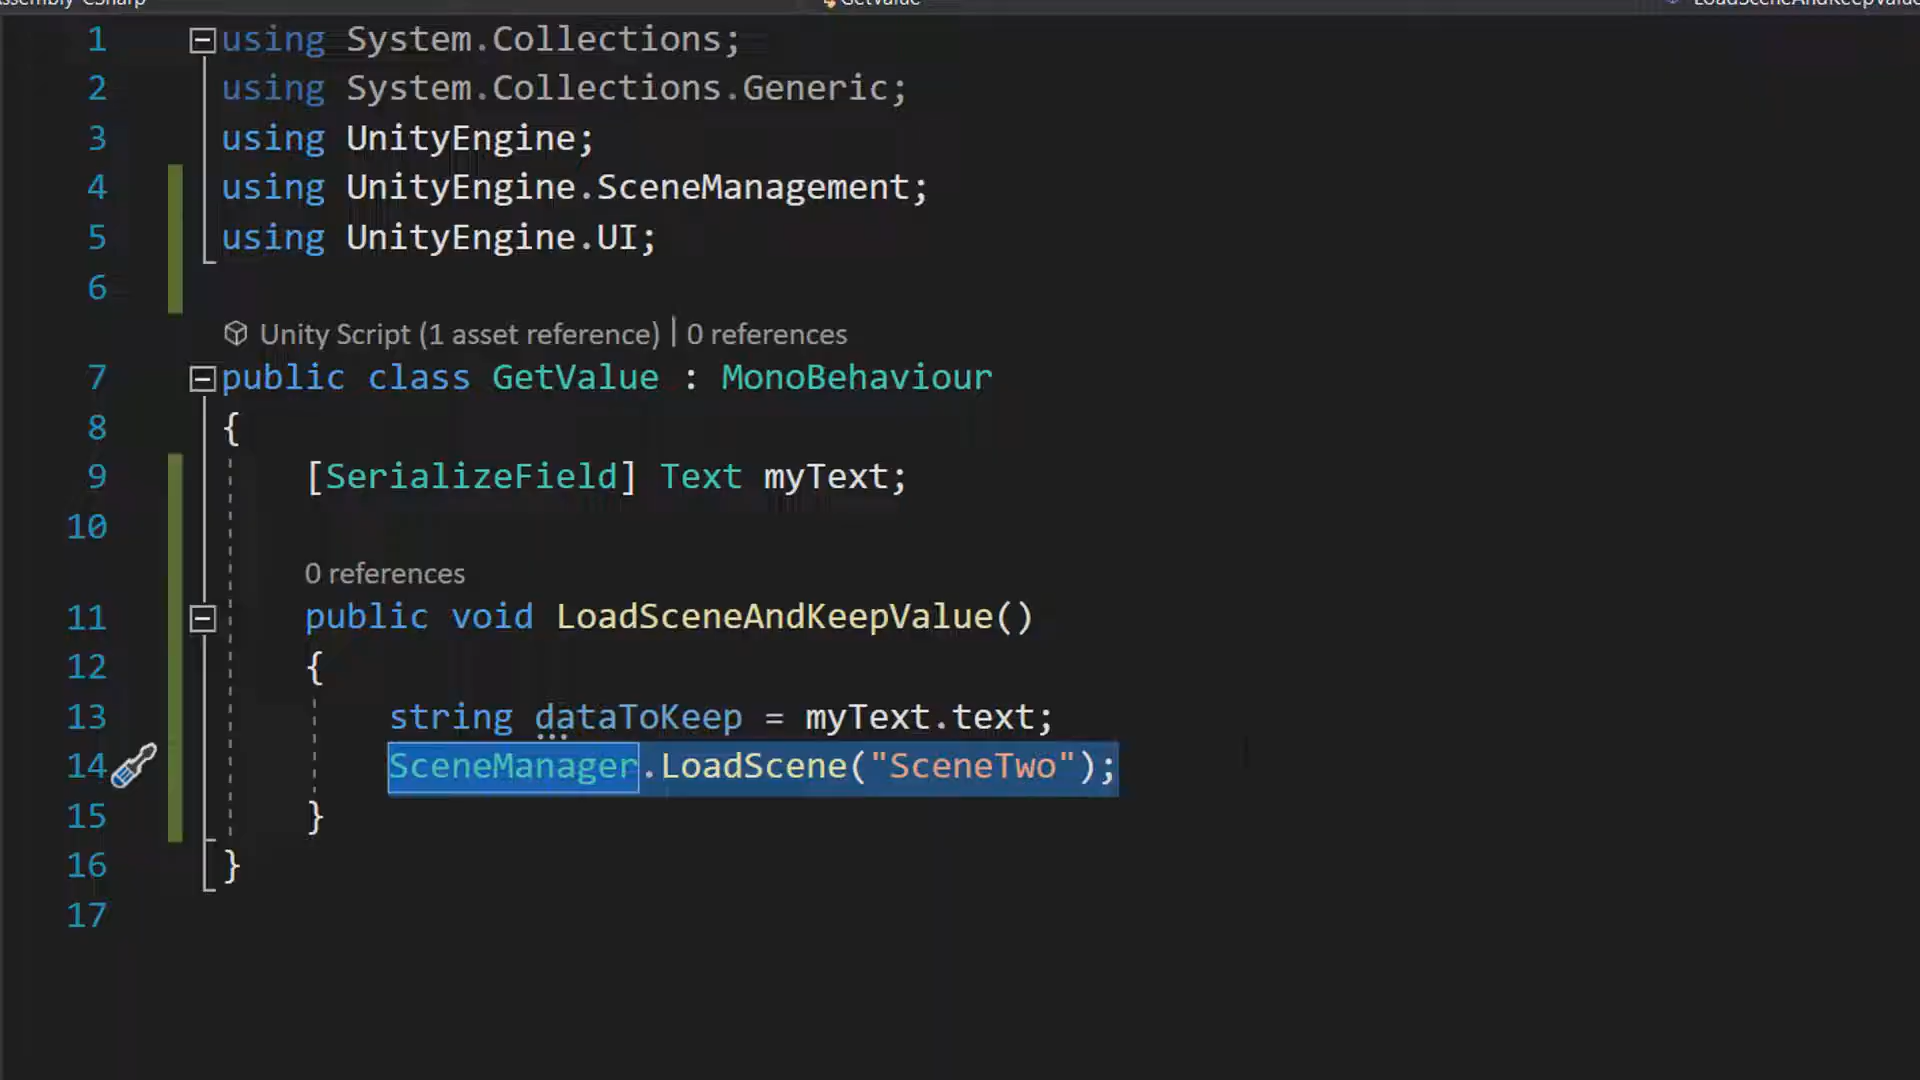 GetValue
1 using System.Collections;
2 using System.Collections.Generic;
3 using UnityEngine;
4 using UnityEngine.SceneManagement;
5 using UnityEngine.UI;
6
Unity Script (1 asset reference) | 0 references
7 public class GetValue : MonoBehaviour
8 {
9 [SerializeField] Text myText;
10
0 references
11 public void LoadSceneAndKeepValue()
12 {
13 string dataToKeep = myText.text;
14 SceneManager.LoadScene("SceneTwo");
15 }
16 }
17